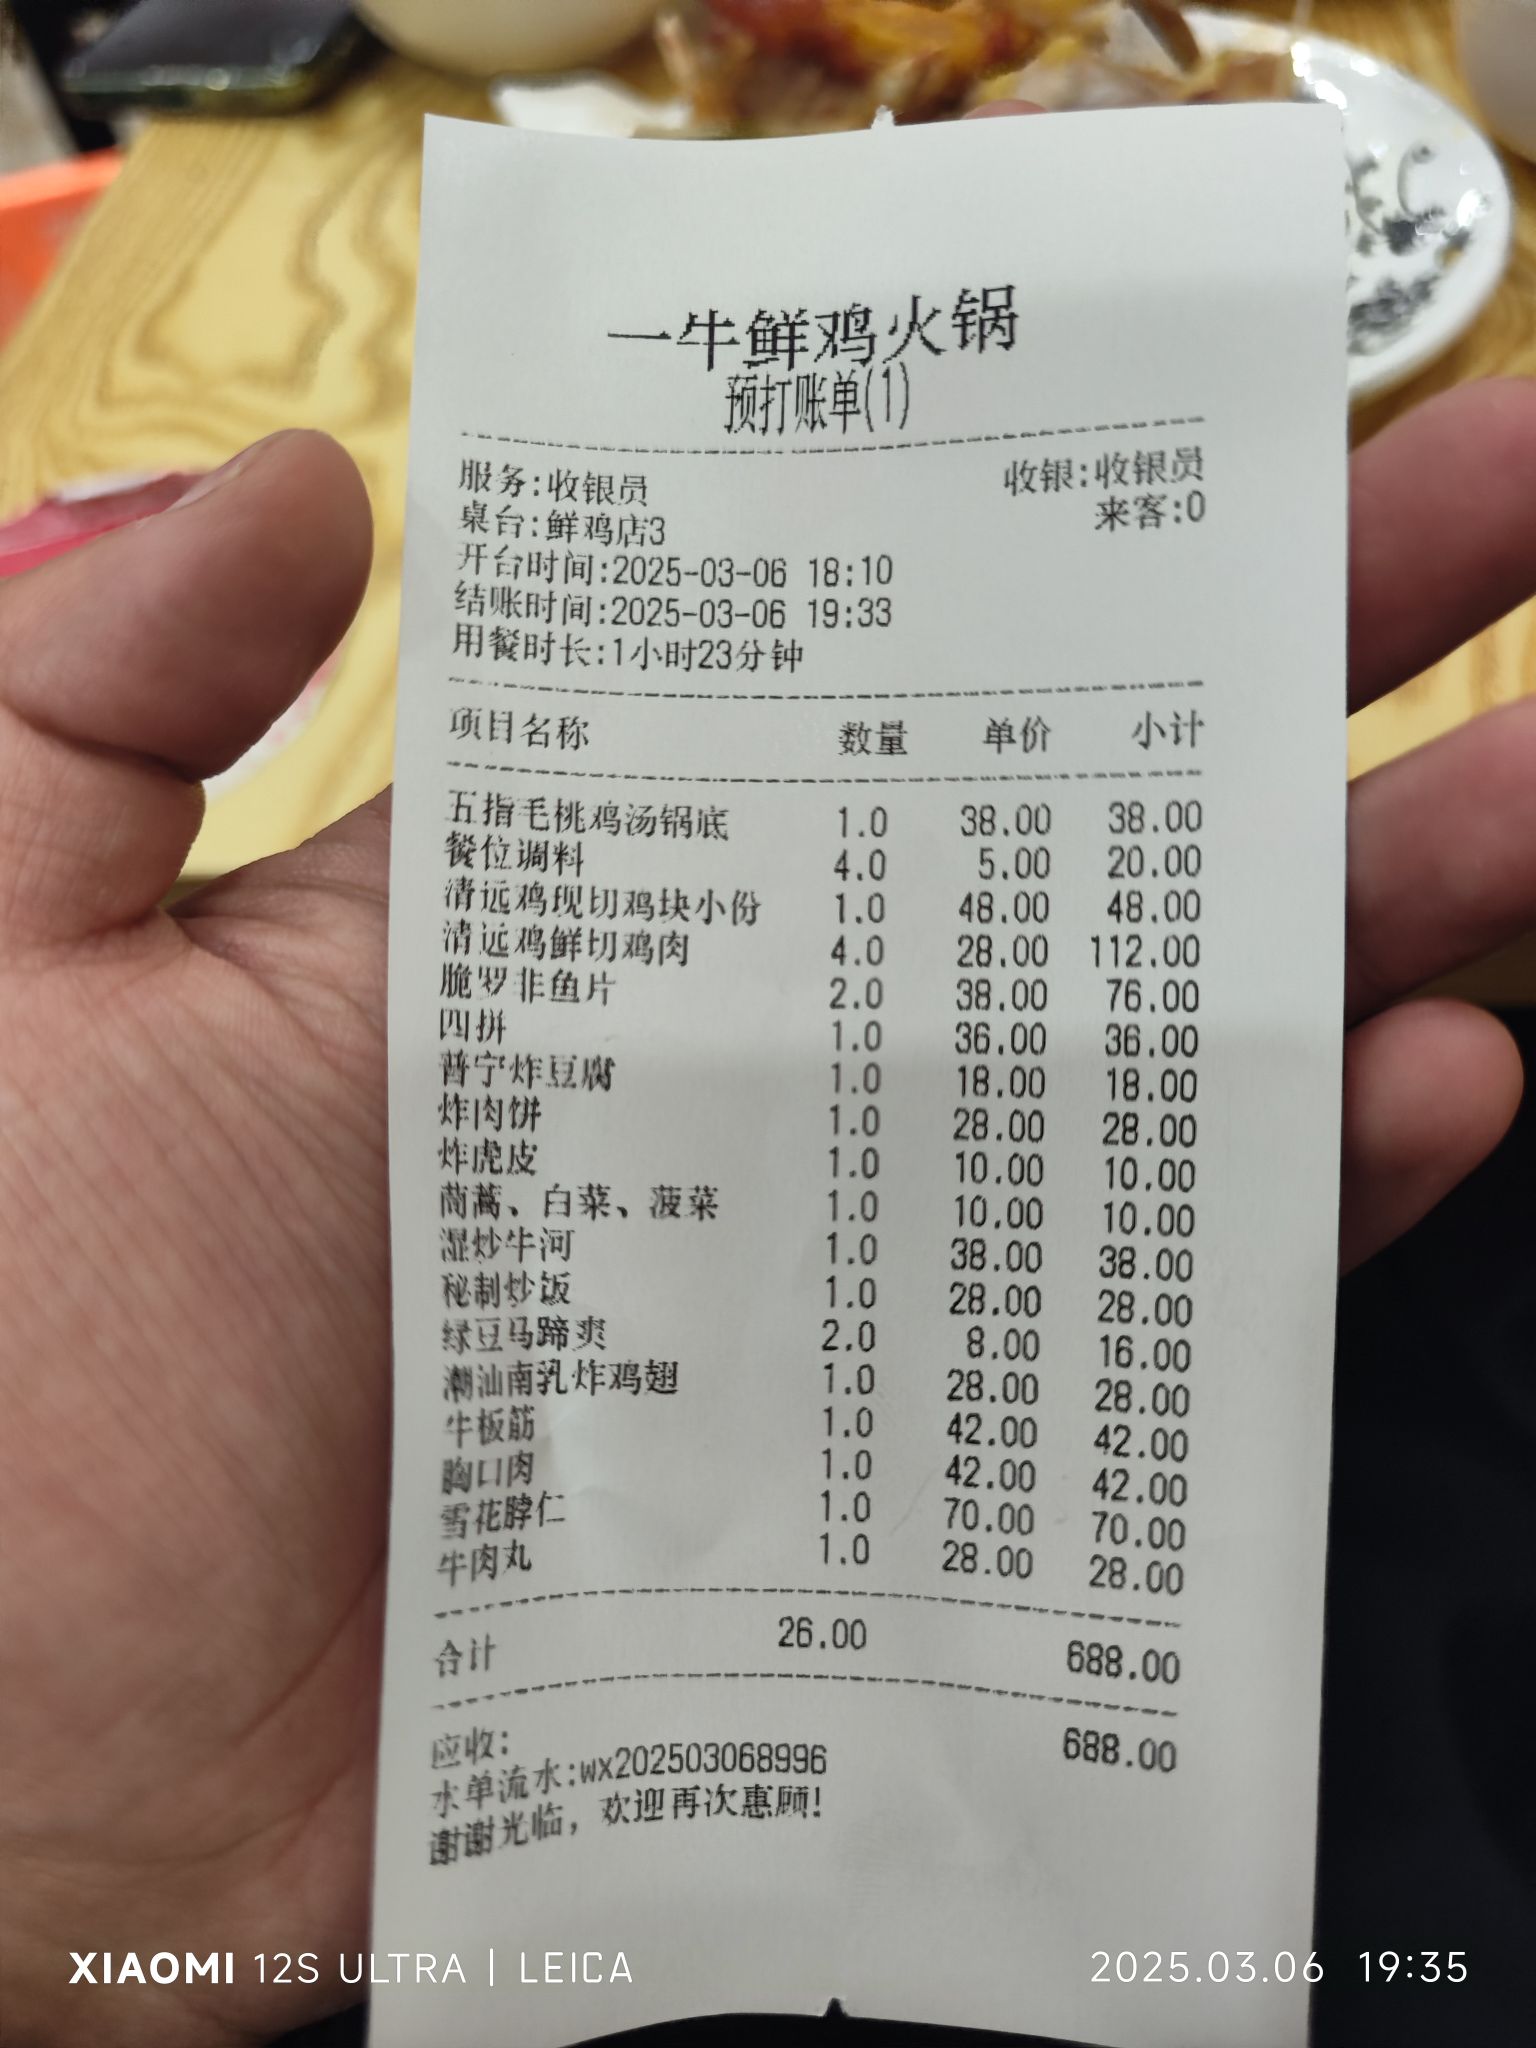 一牛鲜鸡火锅
预打账单(1)
服务:收银员 收银:收银员
桌台:鲜鸡店3 来客:0
开台时间:2025-03-06 18:10
结账时间:2025-03-06 19:33
用餐时长:1小时23分钟
项目名称 数量 单价 小计
五指毛桃鸡汤锅底 1.0 38.00 38.00
餐位调料 4.0 5.00 20.00
清远鸡现切鸡块小份 1.0 48.00 48.00
清远鸡鲜切鸡肉 4.0 28.00 112.00
脆罗非鱼片 2.0 38.00 76.00
四拼 1.0 36.00 36.00
普宁炸豆腐 1.0 18.00 18.00
炸肉饼 1.0 28.00 28.00
炸虎皮 1.0 10.00 10.00
茼蒿、白菜、菠菜 1.0 10.00 10.00
湿炒牛河 1.0 38.00 38.00
秘制炒饭 1.0 28.00 28.00
绿豆马蹄爽 2.0 8.00 16.00
潮汕南乳炸鸡翅 1.0 28.00 28.00
牛板筋 1.0 42.00 42.00
胸口肉 1.0 42.00 42.00
雪花脖仁 1.0 70.00 70.00
牛肉丸 1.0 28.00 28.00
合计 26.00 688.00
应收: 688.00
水单流水:wx202503068996
谢谢光临，欢迎再次惠顾!
XIAOMI 12S ULTRA | LEICA 2025.03.06 19:35